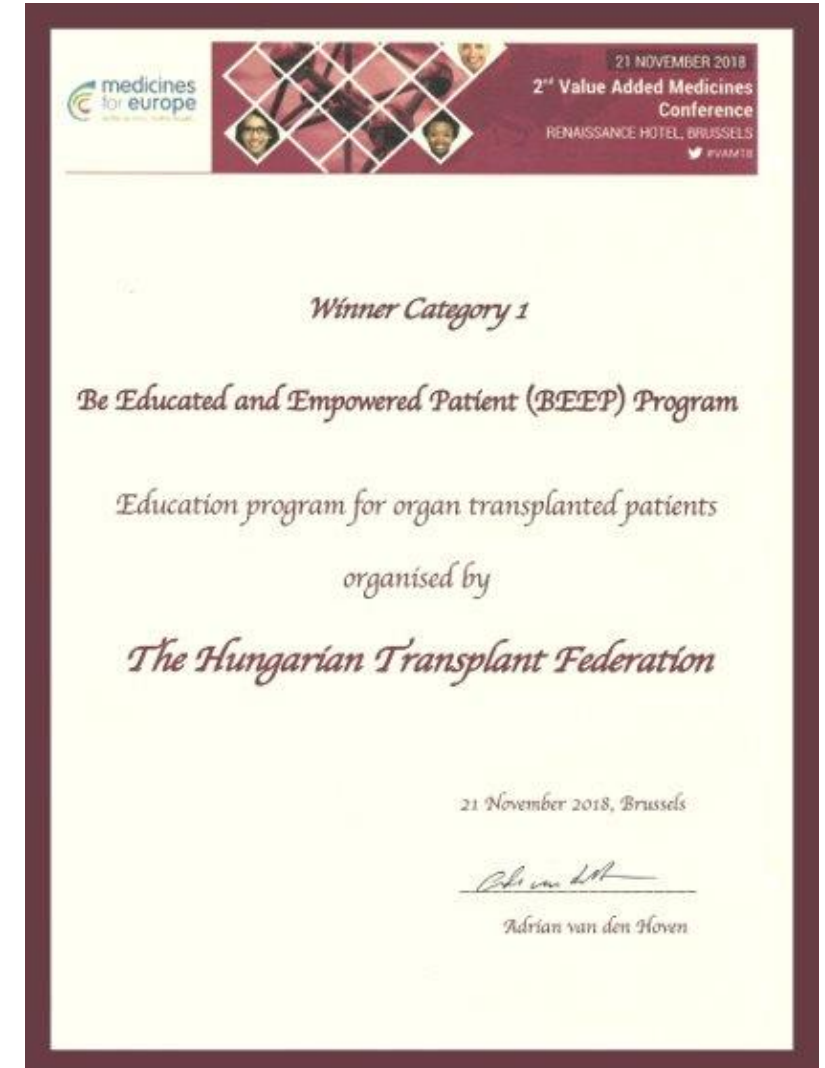 medicines
for europe
21 NOVEMBER 2018
2nd Value Added Medicines
Conference
RENAISSANCE HOTEL, BRUSSELS
#VAM18
Winner Category 1
Be Educated and Empowered Patient (BEEP) Program
Education program for organ transplanted patients
organised by
The Hungarian Transplant Federation
21 November 2018, Brussels
Adrian van den Hoven